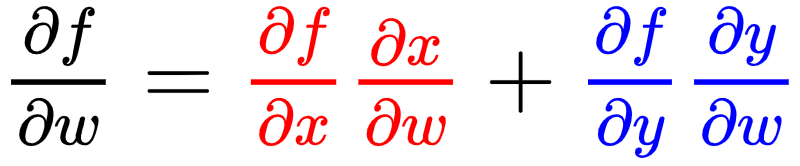 ∂f/∂w = ∂f/∂x ∂x/∂w + ∂f/∂y ∂y/∂w